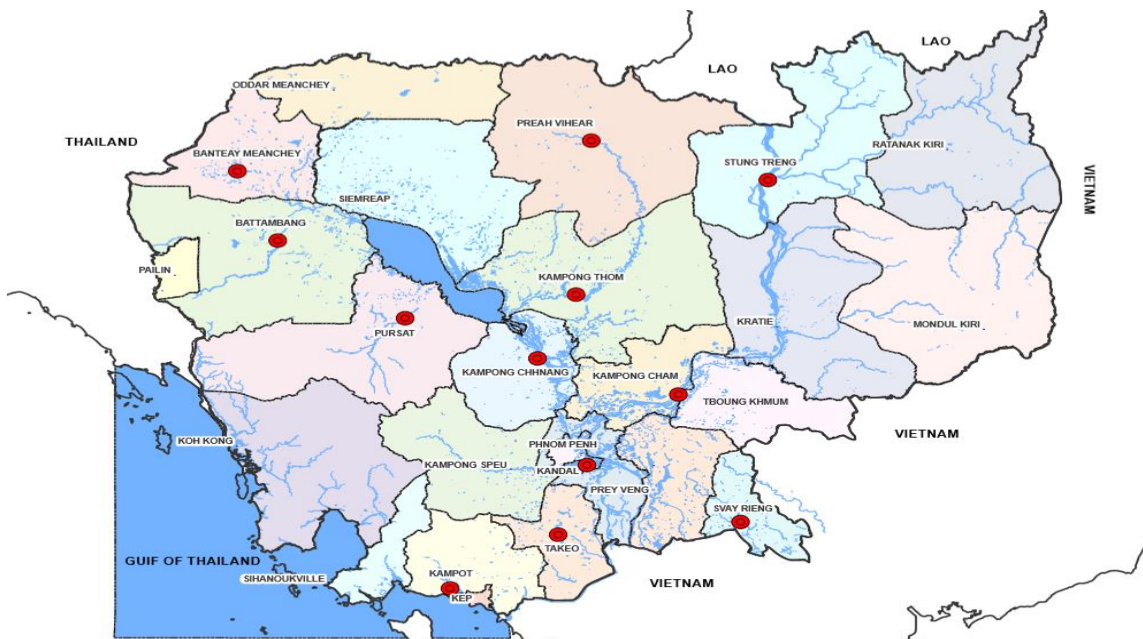 LAO
LAO
ODDAR MEANCHEY
PREAH VIHEAR
THAILAND
BANTEAY MEANCHEY
RATANAK KIRI
STUNG TRENG
VIETNAM
SIEMREAP
BATTAMBANG
PAILIN
KAMPONG THOM
KRATIE
MONDUL KIRI
PURSAT
KAMPONG CHHNANG
KAMPONG CHAM
TBOUNG KHMUM
VIETNAM
KOH KONG
PHNOM PENH
KAMPONG SPEU
KANDAL
PREY VENG
SVAY RIENG
TAKEO
GUIF OF THAILAND
SIHANOUKVILLE
KAMPOT
VIETNAM
KEP